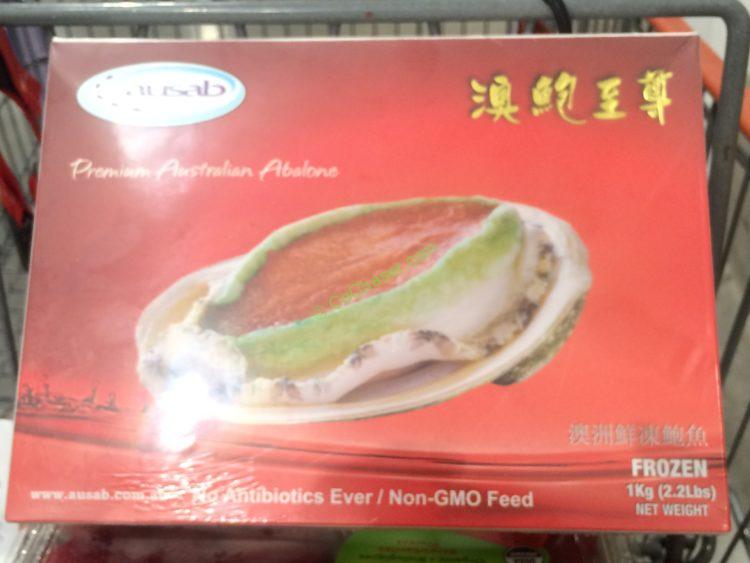 ausab
澳鮑至尊
Premium Australian Abalone
澳洲鮮凍鮑魚
FROZEN
1Kg (2.2Lbs)
NET WEIGHT
www.ausab.com.au
No Antibiotics Ever / Non-GMO Feed